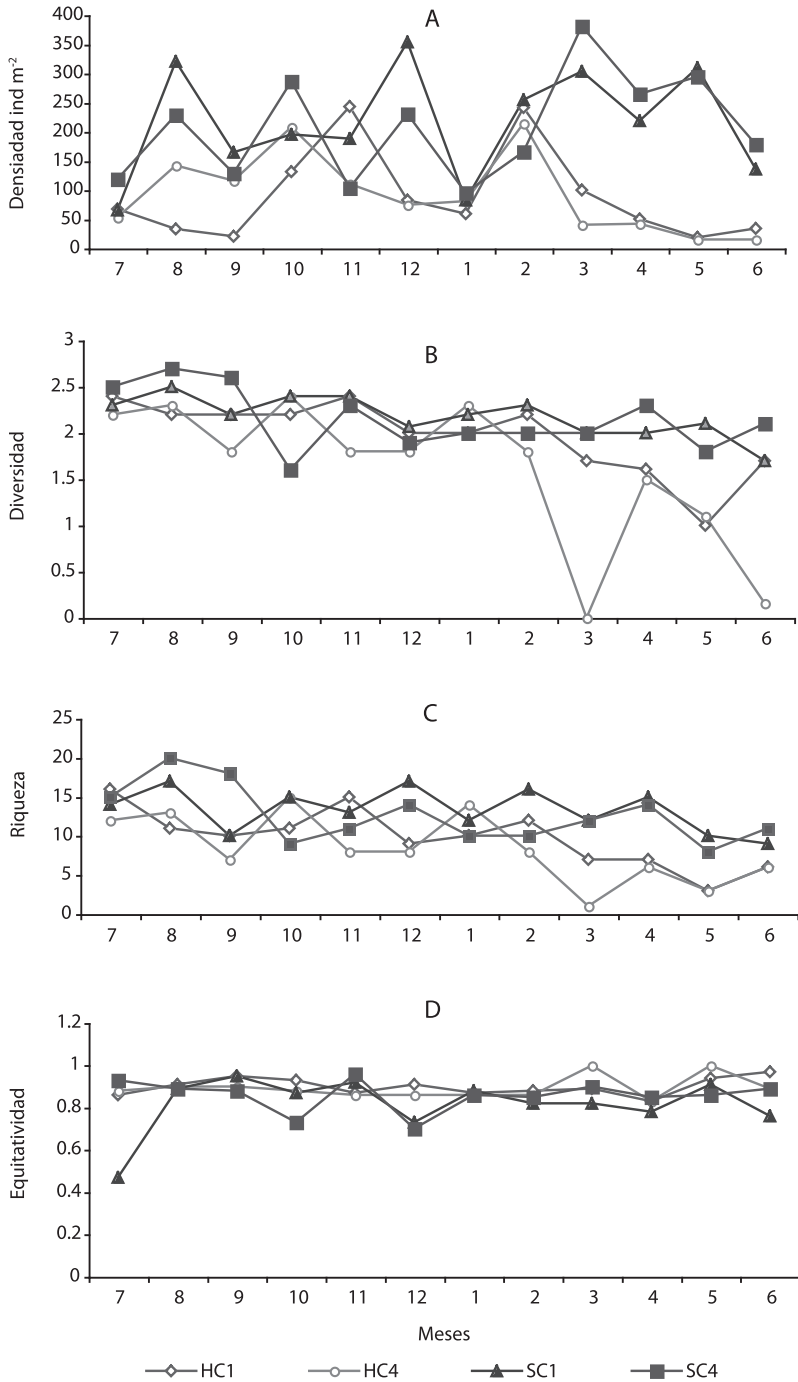 A
Densiadad ind m-2
400
350
300
250
200
150
100
50
0
7 8 9 10 11 12 1 2 3 4 5 6
B
Diversidad
3
2.5
2
1.5
1
0.5
0
7 8 9 10 11 12 1 2 3 4 5 6
C
Riqueza
25
20
15
10
5
0
7 8 9 10 11 12 1 2 3 4 5 6
D
Equitatividad
1.2
1
0.8
0.6
0.4
0.2
0
7 8 9 10 11 12 1 2 3 4 5 6
Meses
HC1 HC4 SC1 SC4